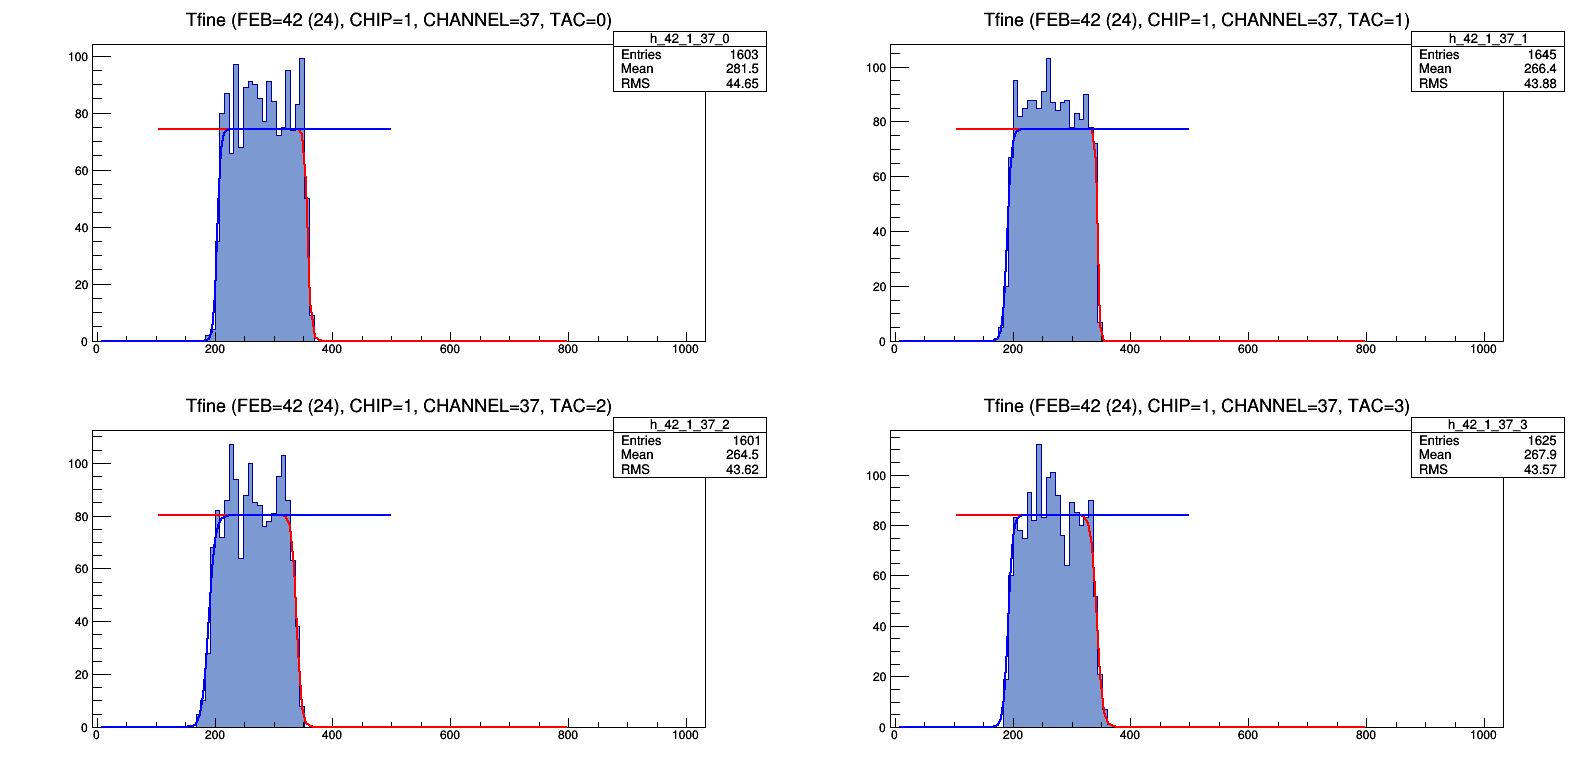 Tfine (FEB=42 (24), CHIP=1, CHANNEL=37, TAC=0)
h_42_1_37_0
Entries 1603
Mean 281.5
RMS 44.65
100
80
60
40
20
0
0 200 400 600 800 1000
Tfine (FEB=42 (24), CHIP=1, CHANNEL=37, TAC=1)
h_42_1_37_1
Entries 1645
Mean 266.4
RMS 43.88
100
80
60
40
20
0
0 200 400 600 800 1000
Tfine (FEB=42 (24), CHIP=1, CHANNEL=37, TAC=2)
h_42_1_37_2
Entries 1601
Mean 264.5
RMS 43.62
100
80
60
40
20
0
0 200 400 600 800 1000
Tfine (FEB=42 (24), CHIP=1, CHANNEL=37, TAC=3)
h_42_1_37_3
Entries 1625
Mean 267.9
RMS 43.57
100
80
60
40
20
0
0 200 400 600 800 1000